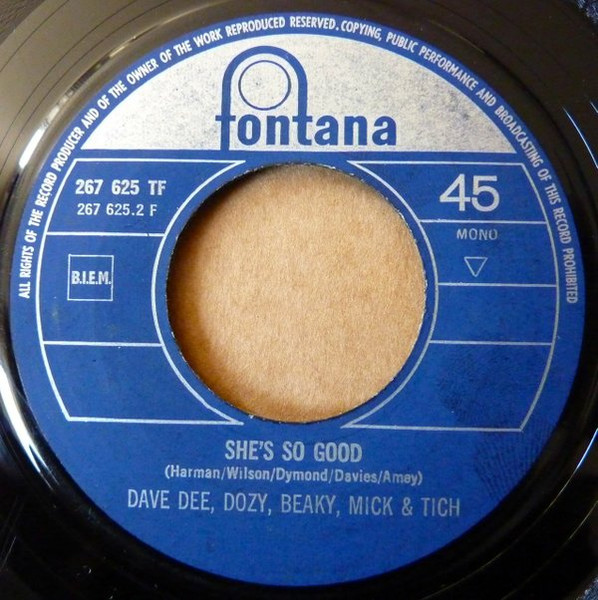 ALL RIGHTS OF THE RECORD PRODUCER AND OF THE OWNER OF THE WORK REPRODUCED RESERVED. COPYING, PUBLIC PERFORMANCE AND BROADCASTING OF THIS RECORD PROHIBITED
fontana
267 625 TF
267 625.2 F
45
MONO
B.I.E.M.
SHE'S SO GOOD
(Harman/Wilson/Dymond/Davies/Amey)
DAVE DEE, DOZY, BEAKY, MICK & TICH